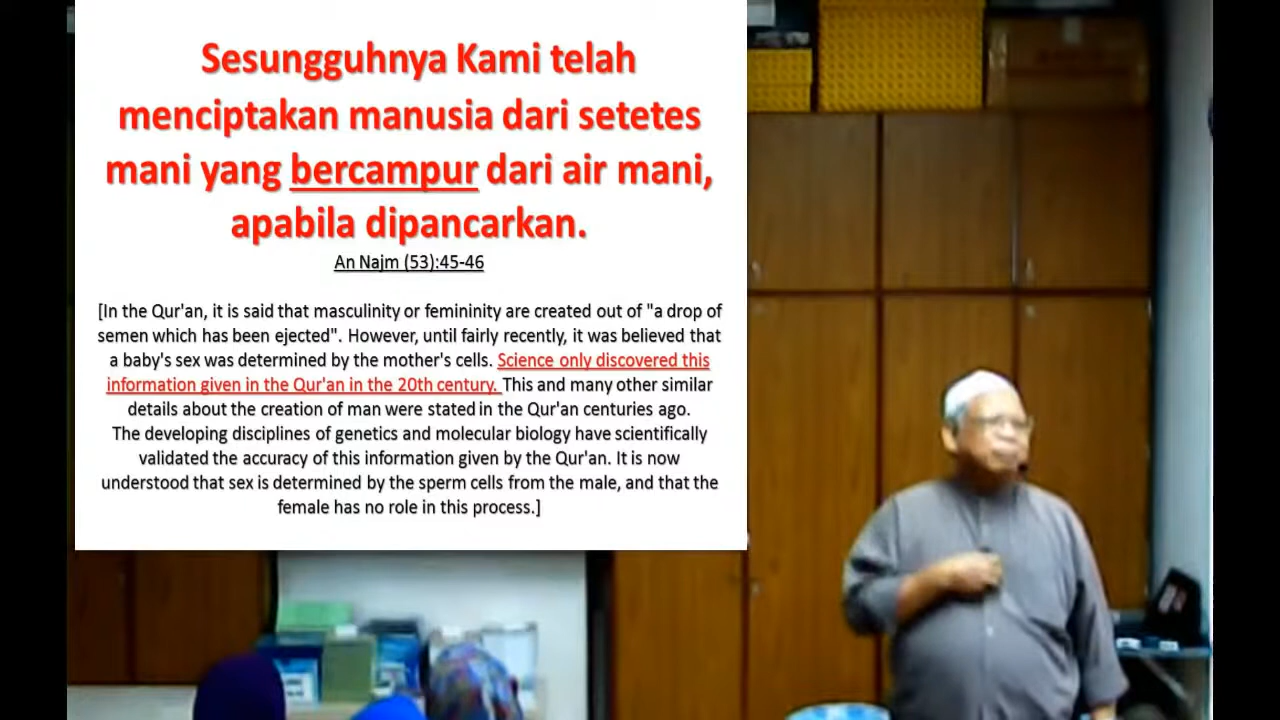 Sesungguhnya Kami telah
menciptakan manusia dari setetes
mani yang bercampur dari air mani,
apabila dipancarkan.
An Najm (53):45-46
[In the Qur'an, it is said that masculinity or femininity are created out of "a drop of
semen which has been ejected". However, until fairly recently, it was believed that
a baby's sex was determined by the mother's cells. Science only discovered this
information given in the Qur'an in the 20th century. This and many other similar
details about the creation of man were stated in the Qur'an centuries ago.
The developing disciplines of genetics and molecular biology have scientifically
validated the accuracy of this information given by the Qur'an. It is now
understood that sex is determined by the sperm cells from the male, and that the
female has no role in this process.]